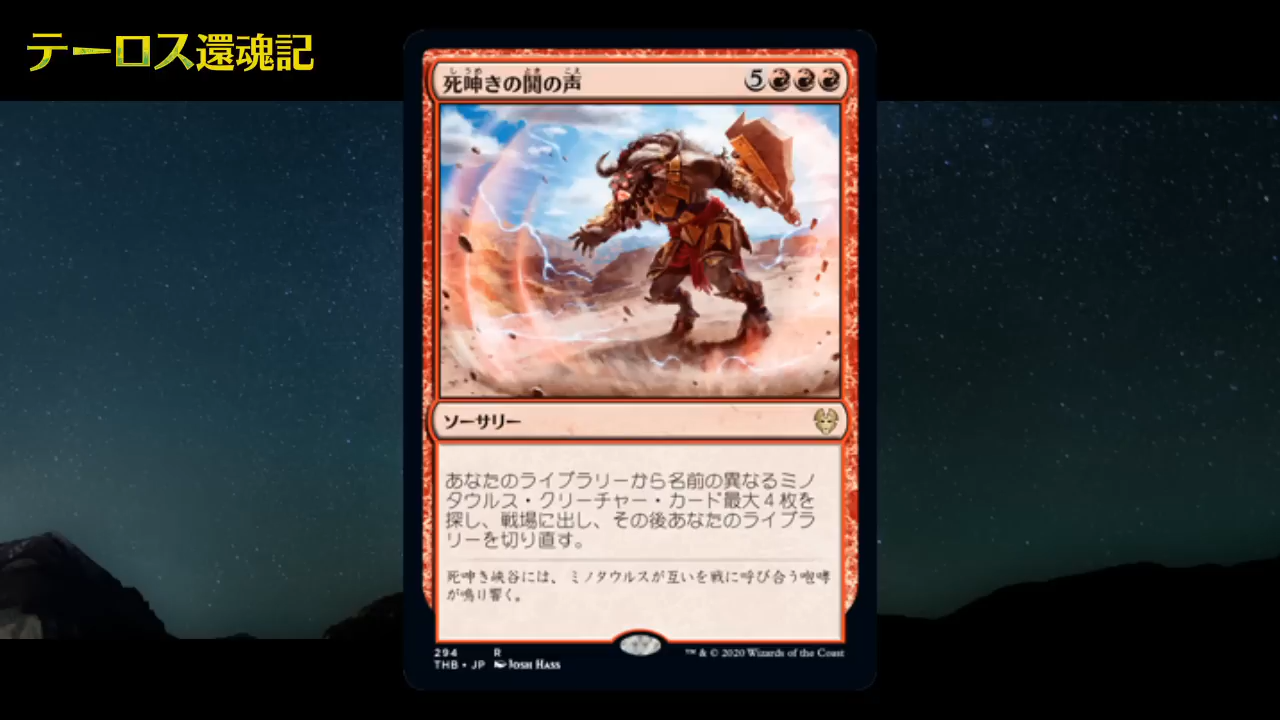 テーロス還魂記
死呻きの鬨の声
5
ソーサリー
あなたのライブラリーから名前の異なるミノ
タウルス・クリーチャー・カード最大4枚を
探し、戦場に出し、その後あなたのライブラ
リーを切り直す。
死呻き峡谷には、ミノタウルスが互いを戦に呼び合う咆哮
が鳴り響く。
294 R
THB • JP Josh Hass
™ & © 2020 Wizards of the Coast